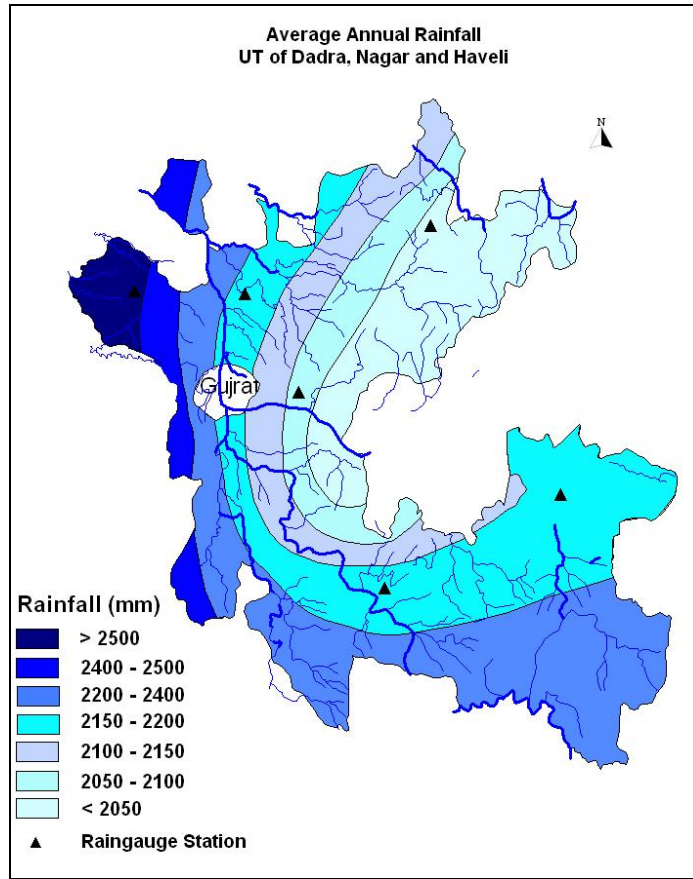 Average Annual Rainfall
UT of Dadra, Nagar and Haveli
N
Gujrat
Rainfall (mm)
> 2500
2400 - 2500
2200 - 2400
2150 - 2200
2100 - 2150
2050 - 2100
< 2050
Raingauge Station